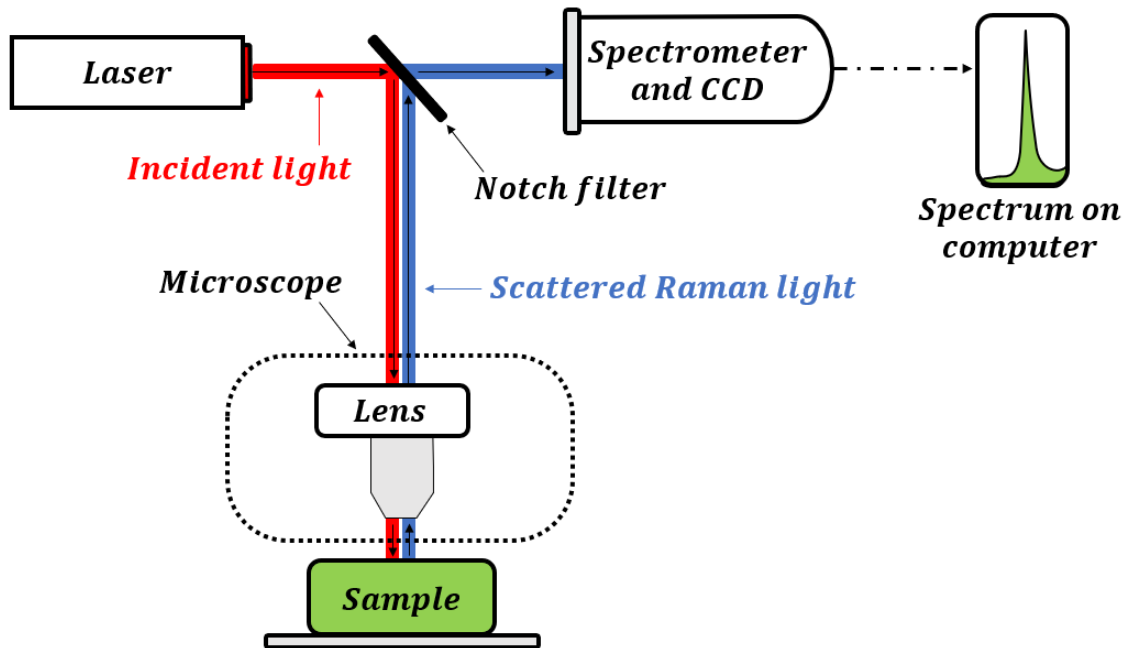 Laser
Spectrometer
and CCD
Incident light
Notch filter
Spectrum on
computer
Microscope
Scattered Raman light
Lens
Sample